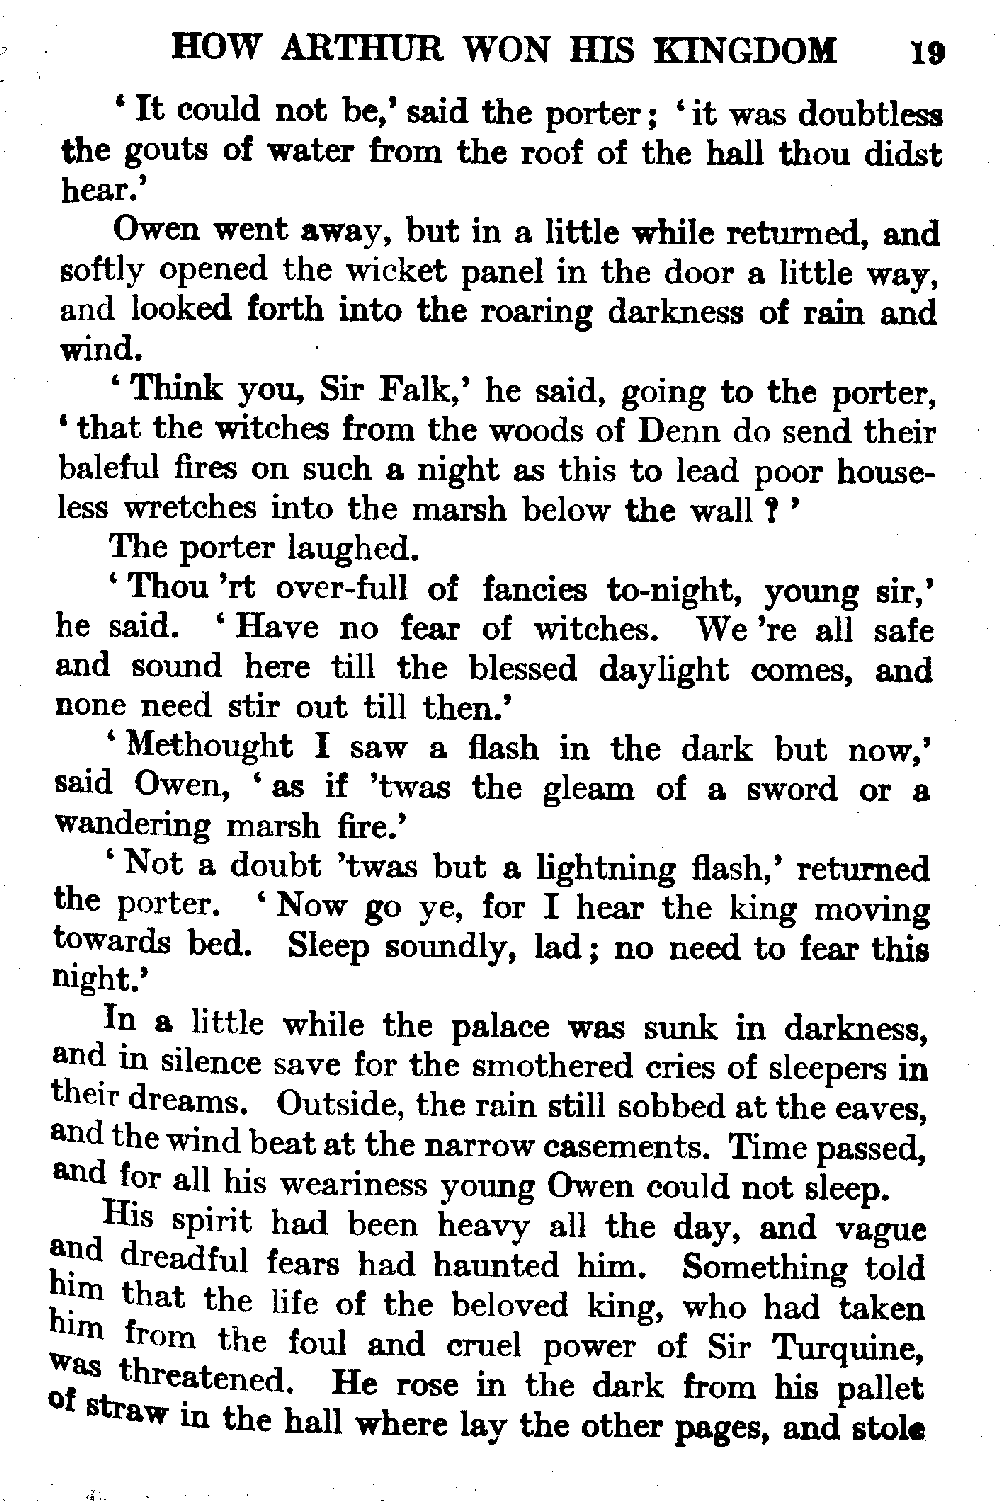 HOW ARTHUR WON HIS KINGDOM 19
‘ It could not be,’ said the porter ; ‘ it was doubtless
the gouts of water from the roof of the hall thou didst
hear.’
Owen went away, but in a little while returned, and
softly opened the wicket panel in the door a little way,
and looked forth into the roaring darkness of rain and
wind.
‘ Think you, Sir Falk,’ he said, going to the porter,
‘ that the witches from the woods of Denn do send their
baleful fires on such a night as this to lead poor house-
less wretches into the marsh below the wall ? ’
The porter laughed.
‘ Thou ’rt over-full of fancies to-night, young sir,’
he said. ‘ Have no fear of witches. We ’re all safe
and sound here till the blessed daylight comes, and
none need stir out till then.’
‘ Methought I saw a flash in the dark but now,’
said Owen, ‘ as if ’twas the gleam of a sword or a
wandering marsh fire.’
‘ Not a doubt ’twas but a lightning flash,’ returned
the porter. ‘ Now go ye, for I hear the king moving
towards bed. Sleep soundly, lad ; no need to fear this
night.’
In a little while the palace was sunk in darkness,
and in silence save for the smothered cries of sleepers in
their dreams. Outside, the rain still sobbed at the eaves,
and the wind beat at the narrow casements. Time passed,
and for all his weariness young Owen could not sleep.
His spirit had been heavy all the day, and vague
and dreadful fears had haunted him. Something told
him that the life of the beloved king, who had taken
him from the foul and cruel power of Sir Turquine,
was threatened. He rose in the dark from his pallet
of straw in the hall where lay the other pages, and stole